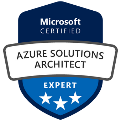 Microsoft
CERTIFIED
AZURE SOLUTIONS
ARCHITECT
EXPERT